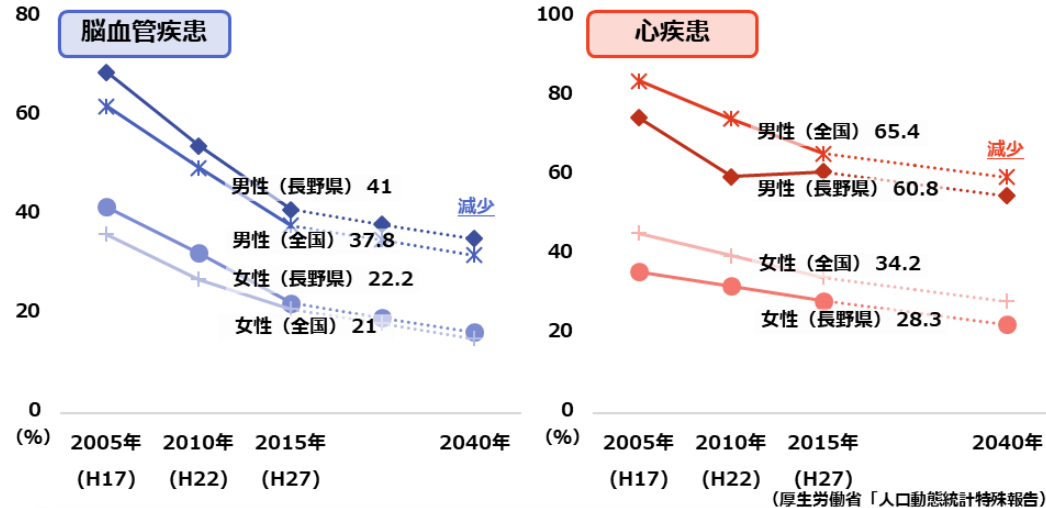 脳血管疾患
80
60
40
20
0
(%)
男性（長野県） 41
男性（全国） 37.8
女性（長野県） 22.2
女性（全国） 21
減少
2005年 2010年 2015年 2040年
(H17) (H22) (H27)
心疾患
100
80
60
40
20
0
(%)
男性（全国） 65.4
減少
男性（長野県） 60.8
女性（全国） 34.2
女性（長野県） 28.3
2005年 2010年 2015年 2040年
(H17) (H22) (H27)
（厚生労働省「人口動態統計特殊報告）